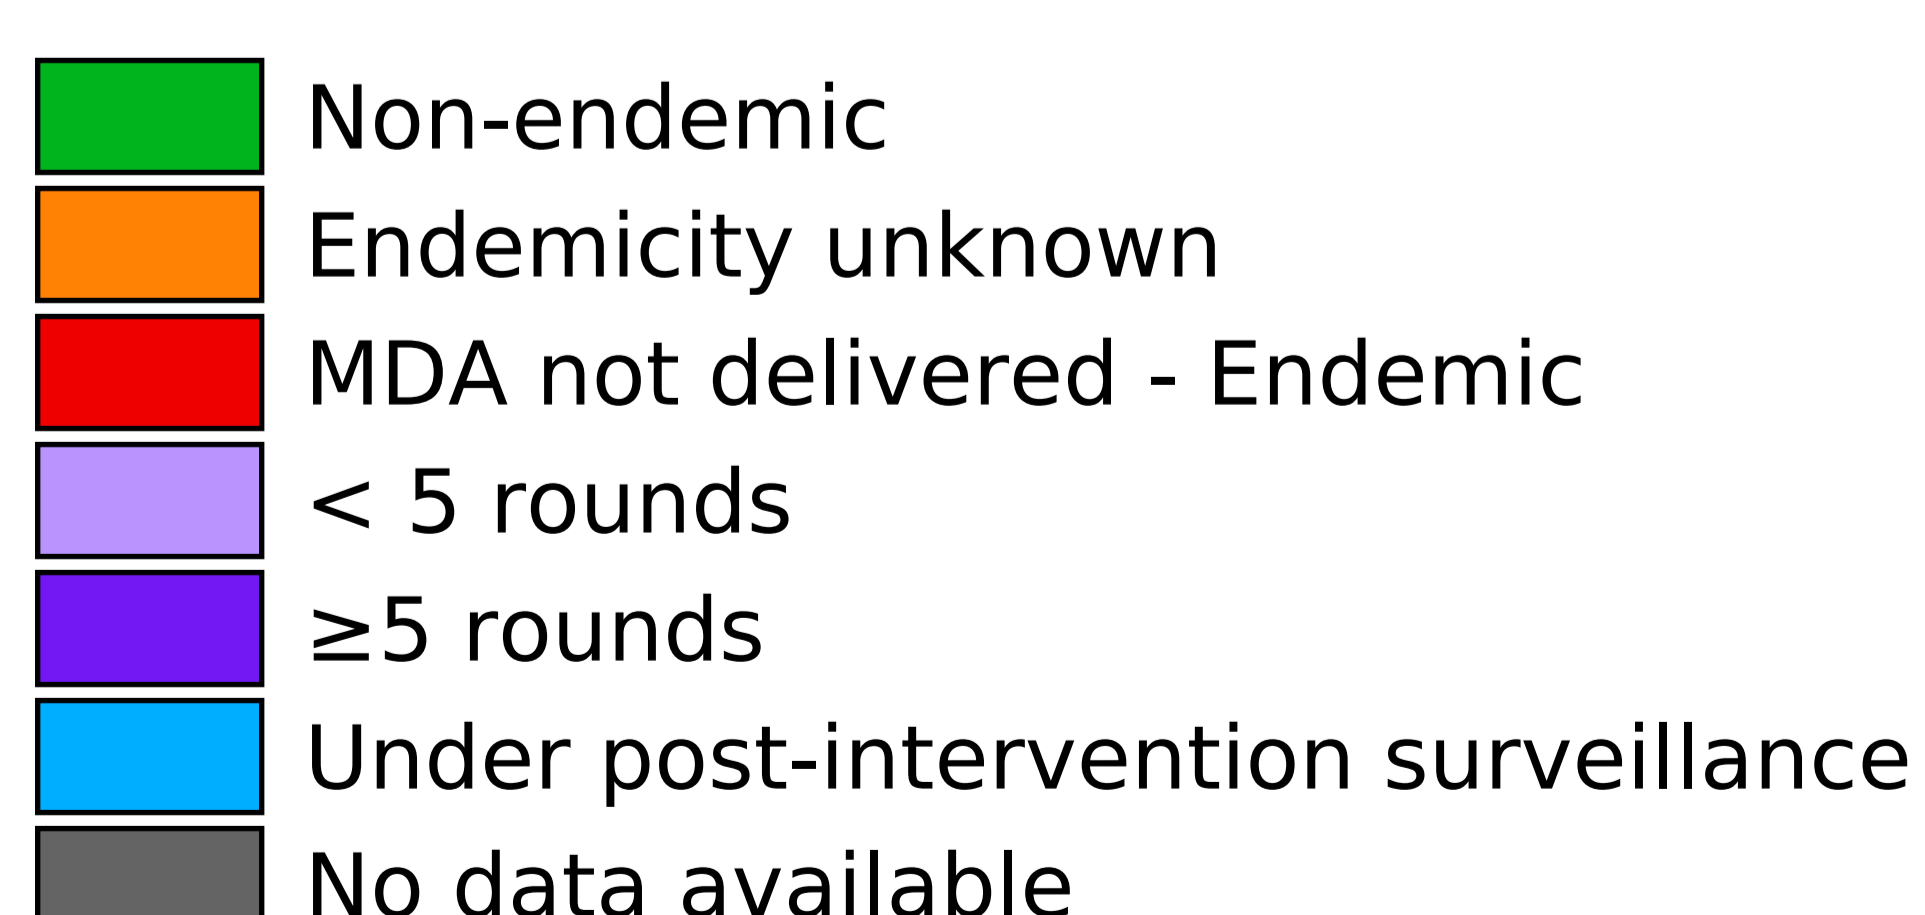 Non-endemic
Endemicity unknown
MDA not delivered - Endemic
< 5 rounds
≥5 rounds
Under post-intervention surveillance
No data available